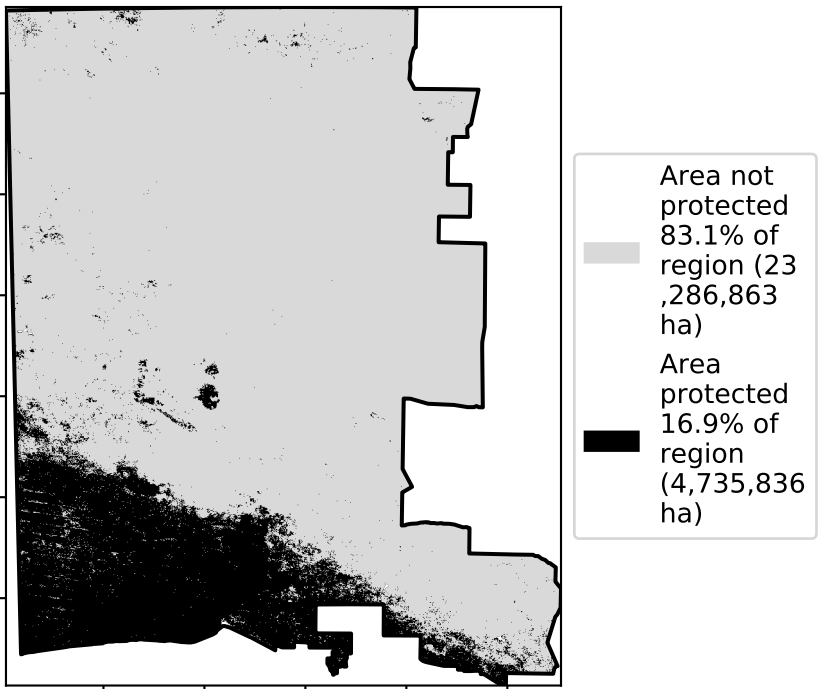 Area not
protected
83.1% of
region (23
,286,863
ha)
Area
protected
16.9% of
region
(4,735,836
ha)